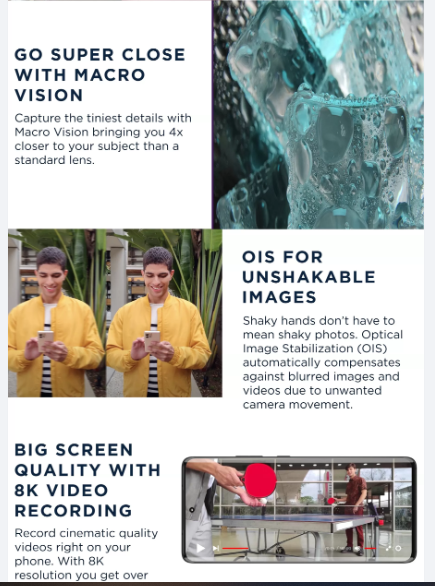 GO SUPER CLOSE
WITH MACRO
VISION
Capture the tiniest details with
Macro Vision bringing you 4x
closer to your subject than a
standard lens.
OIS FOR
UNSHAKABLE
IMAGES
Shaky hands don't have to
mean shaky photos. Optical
Image Stabilization (OIS)
automatically compensates
against blurred images and
videos due to unwanted
camera movement.
BIG SCREEN
QUALITY WITH
8K VIDEO
RECORDING
Record cinematic quality
videos right on your
phone. With 8K
resolution you get over